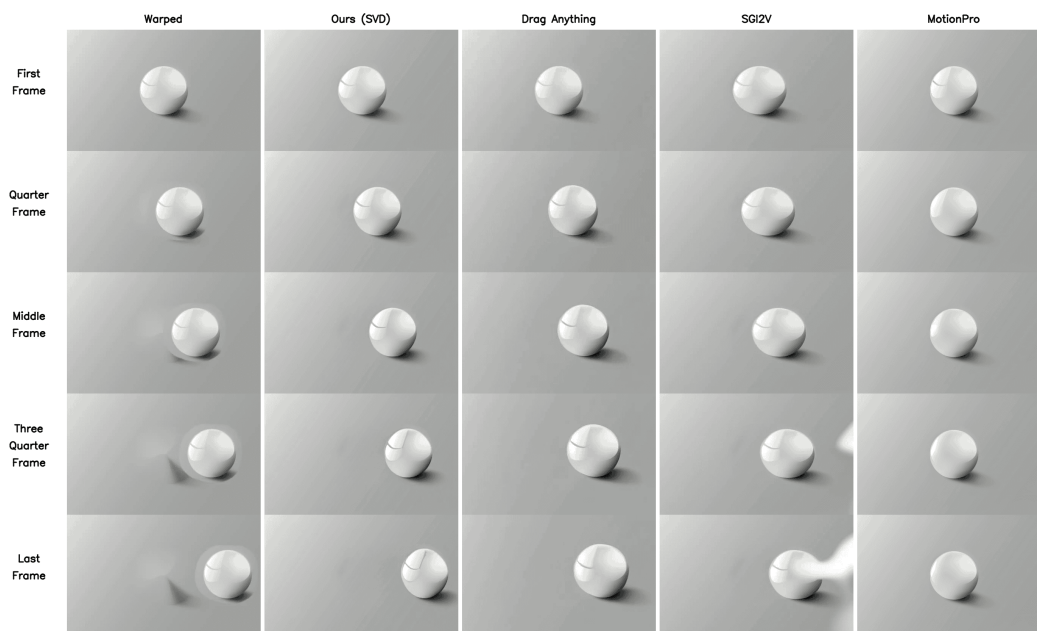 Warped Ours (SVD) Drag Anything SGI2V MotionPro
First
Frame
Quarter
Frame
Middle
Frame
Three
Quarter
Frame
Last
Frame